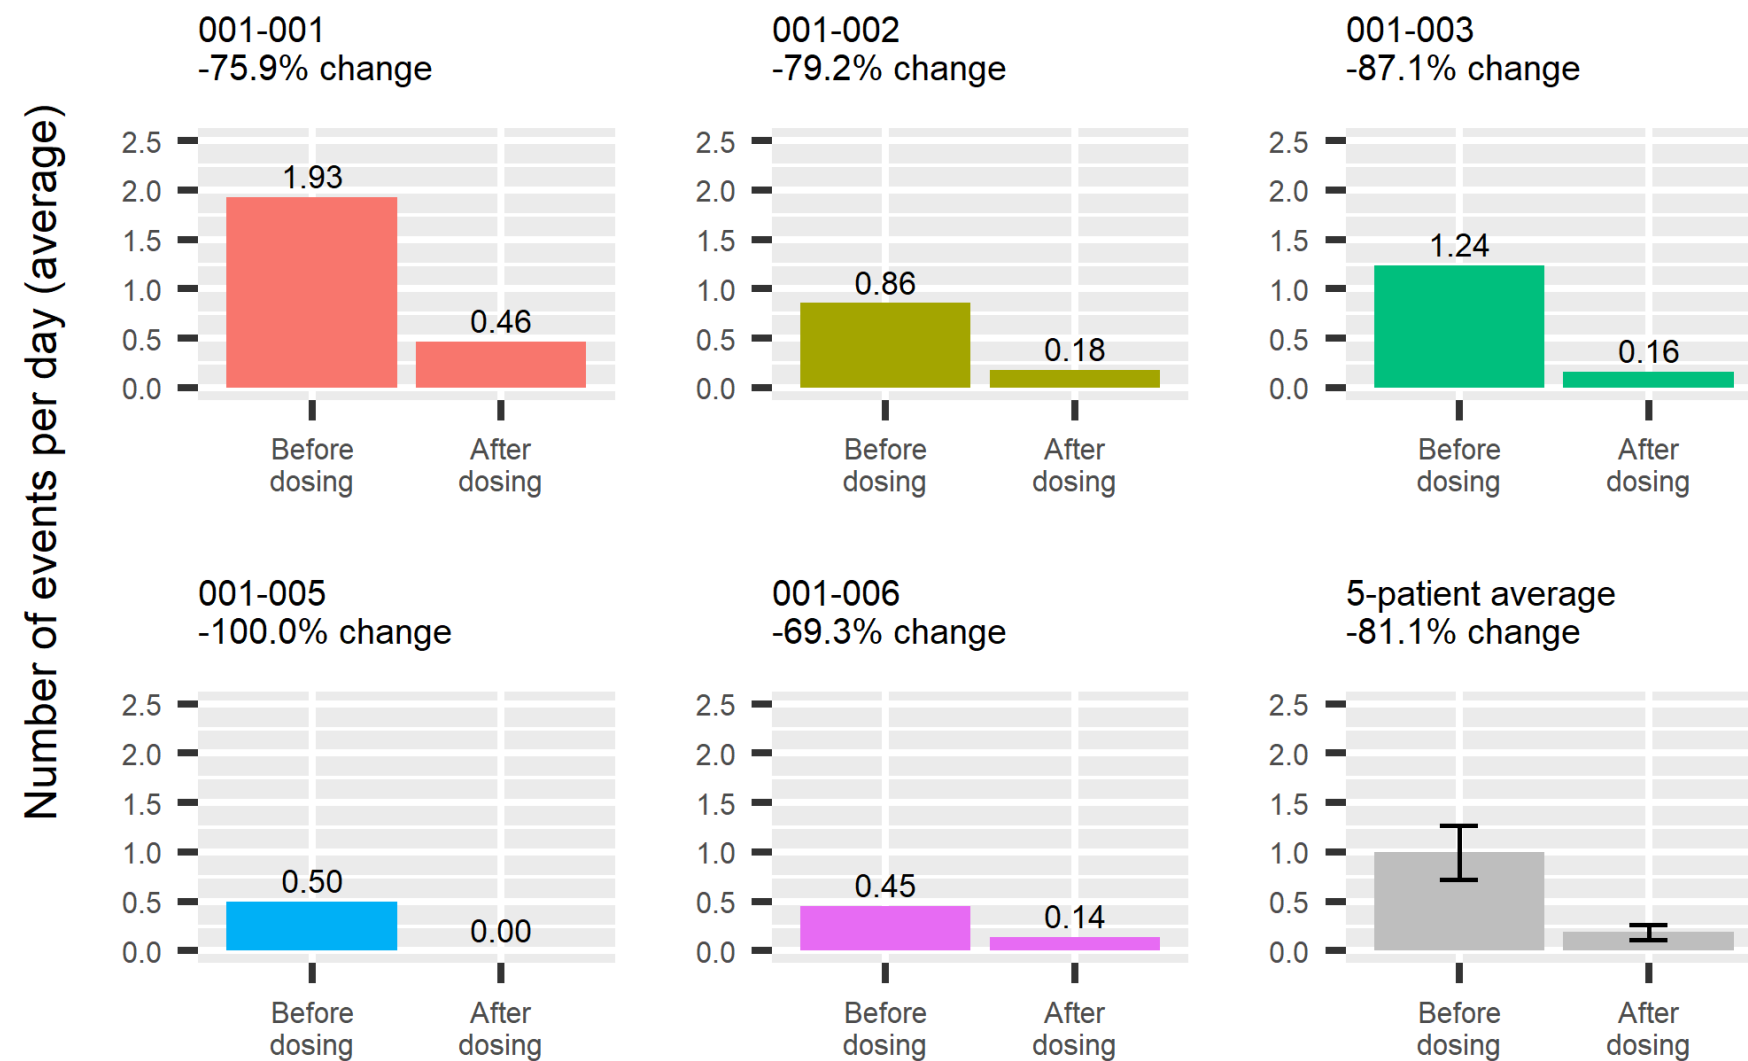 Number of events per day (average)
001-001
-75.9% change
2.5
2.0
1.5
1.0
0.5
0.0
1.93
0.46
Before
dosing
After
dosing
001-002
-79.2% change
2.5
2.0
1.5
1.0
0.5
0.0
0.86
0.18
Before
dosing
After
dosing
001-003
-87.1% change
2.5
2.0
1.5
1.0
0.5
0.0
1.24
0.16
Before
dosing
After
dosing
001-005
-100.0% change
2.5
2.0
1.5
1.0
0.5
0.0
0.50
0.00
Before
dosing
After
dosing
001-006
-69.3% change
2.5
2.0
1.5
1.0
0.5
0.0
0.45
0.14
Before
dosing
After
dosing
5-patient average
-81.1% change
2.5
2.0
1.5
1.0
0.5
0.0
Before
dosing
After
dosing